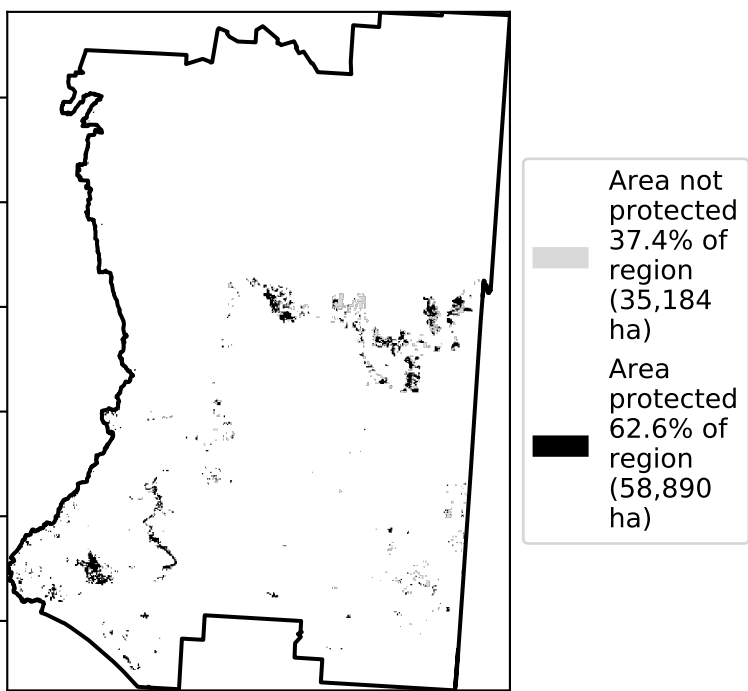 Area not
protected
37.4% of
region
(35,184
ha)
Area
protected
62.6% of
region
(58,890
ha)